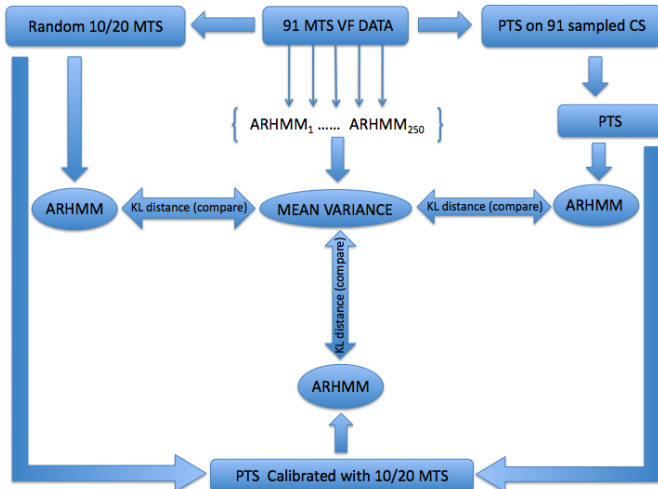 Random 10/20 MTS
91 MTS VF DATA
PTS on 91 sampled CS
{ ARHMM₁ ...... ARHMM₂₅₀ }
PTS
ARHMM
KL distance (compare)
MEAN VARIANCE
KL distance (compare)
ARHMM
KL distance (compare)
ARHMM
PTS Calibrated with 10/20 MTS